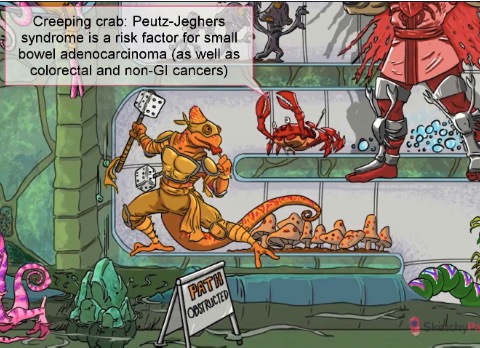 Creeping crab: Peutz-Jeghers
syndrome is a risk factor for small
bowel adenocarcinoma (as well as
colorectal and non-GI cancers)
PATH
OBSTRUCTED